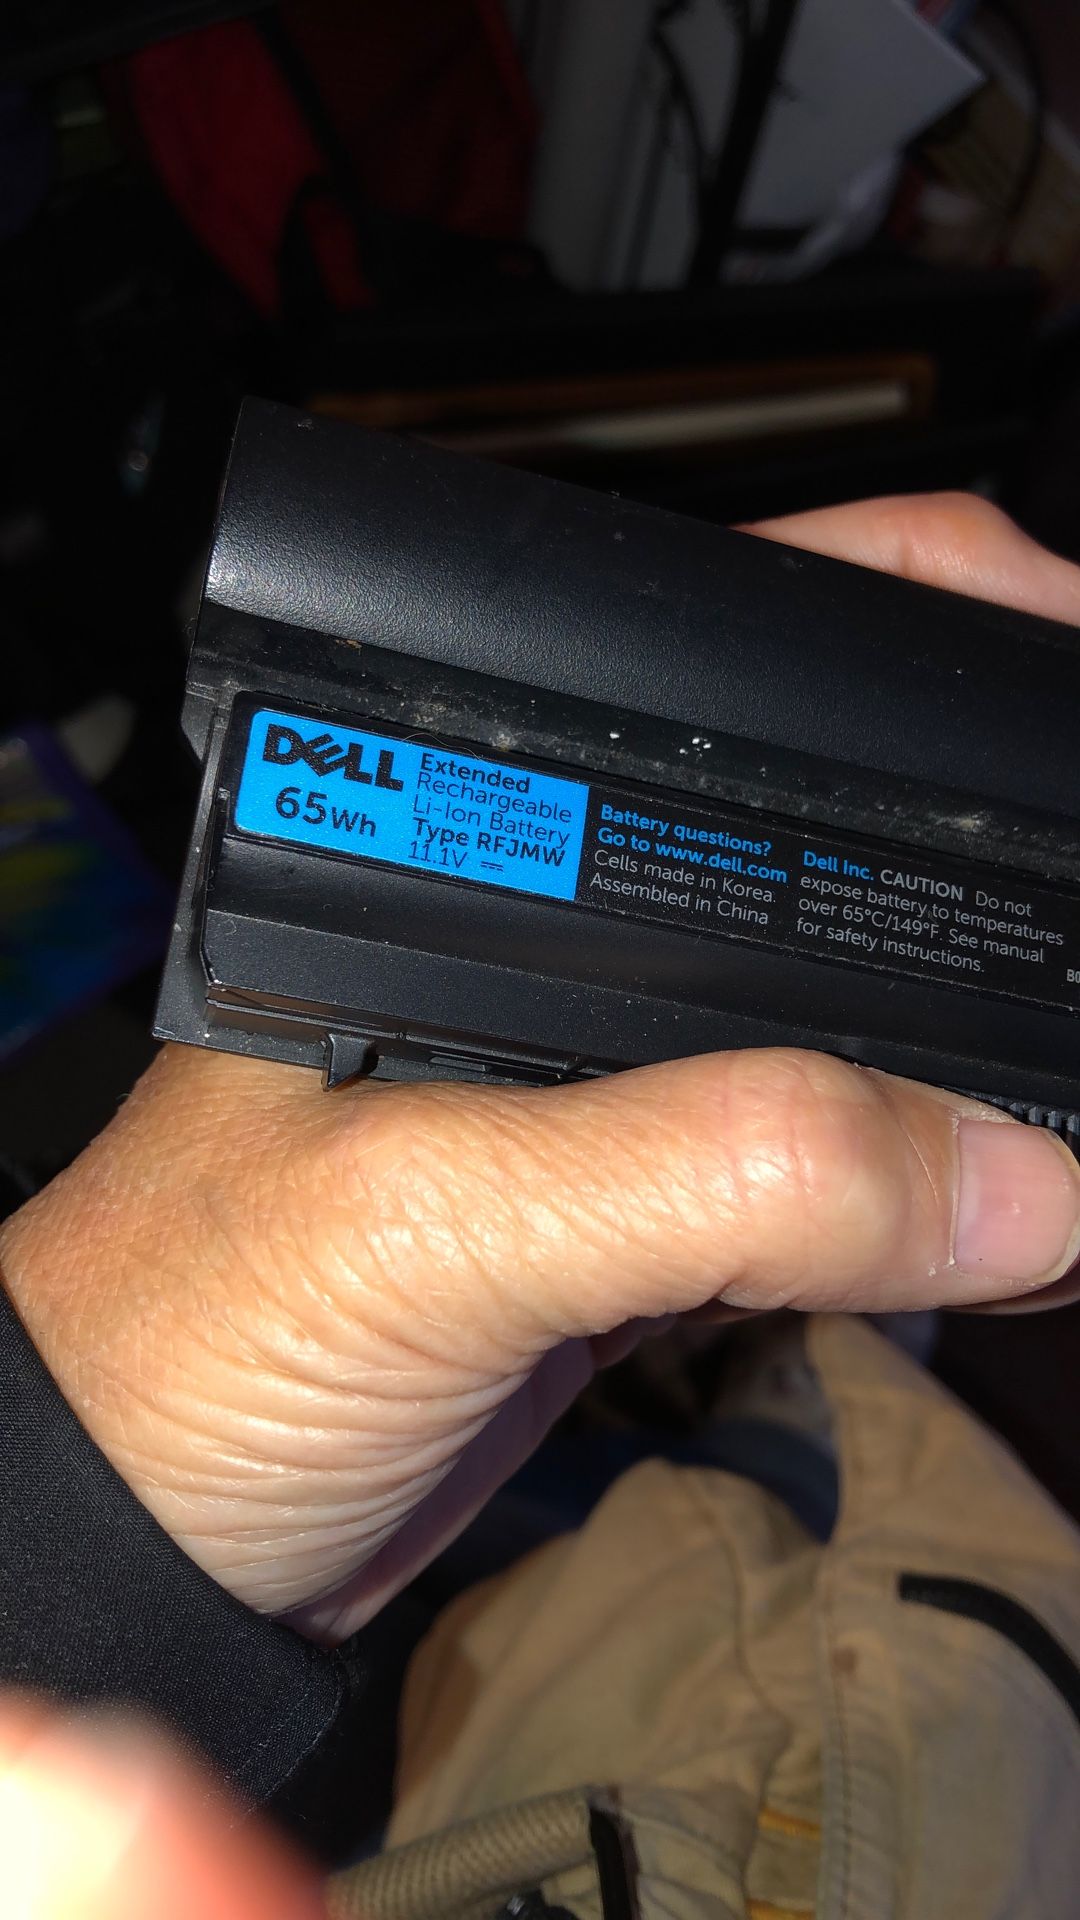 DELL
65Wh
Extended
Rechargeable
Li-Ion Battery
Type RFJMW
11.1V ⎓
Battery questions?
Go to www.dell.com
Cells made in Korea.
Assembled in China
Dell Inc. CAUTION Do not
expose battery to temperatures
over 65°C/149°F. See manual
for safety instructions.